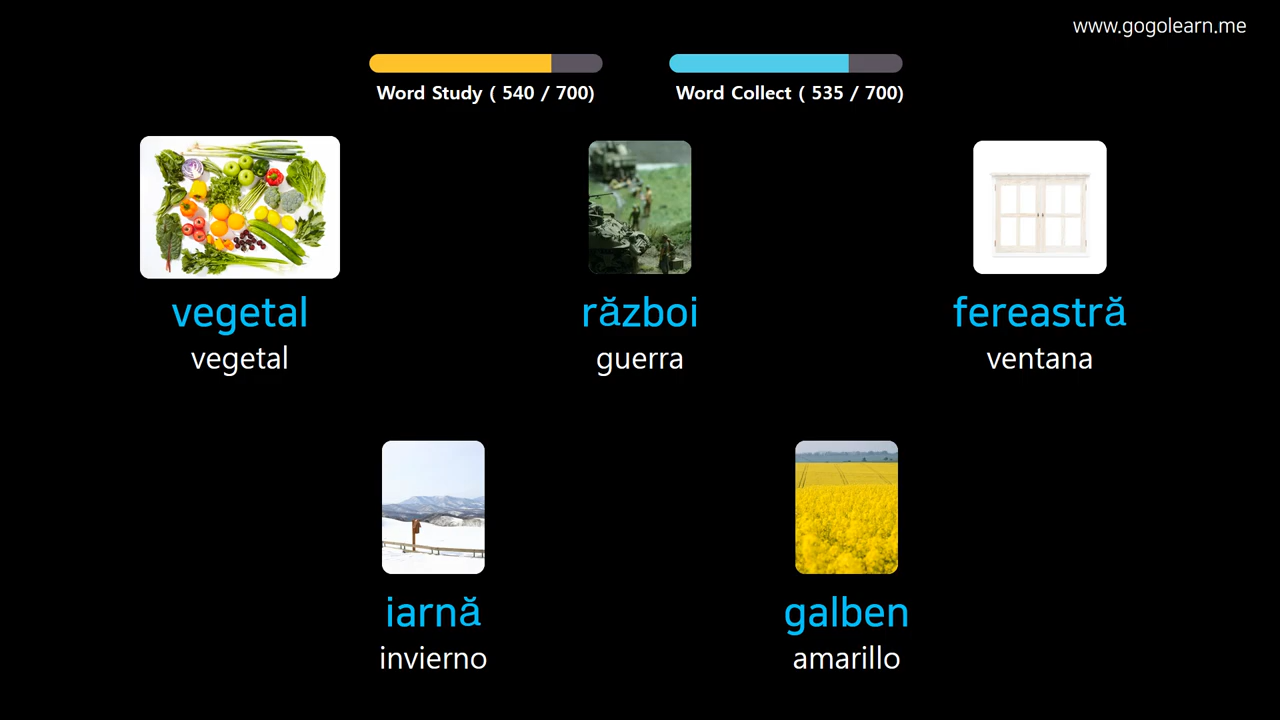 www.gogolearn.me
Word Study ( 540 / 700)
Word Collect ( 535 / 700)
vegetal
vegetal
război
guerra
fereastră
ventana
iarnă
invierno
galben
amarillo